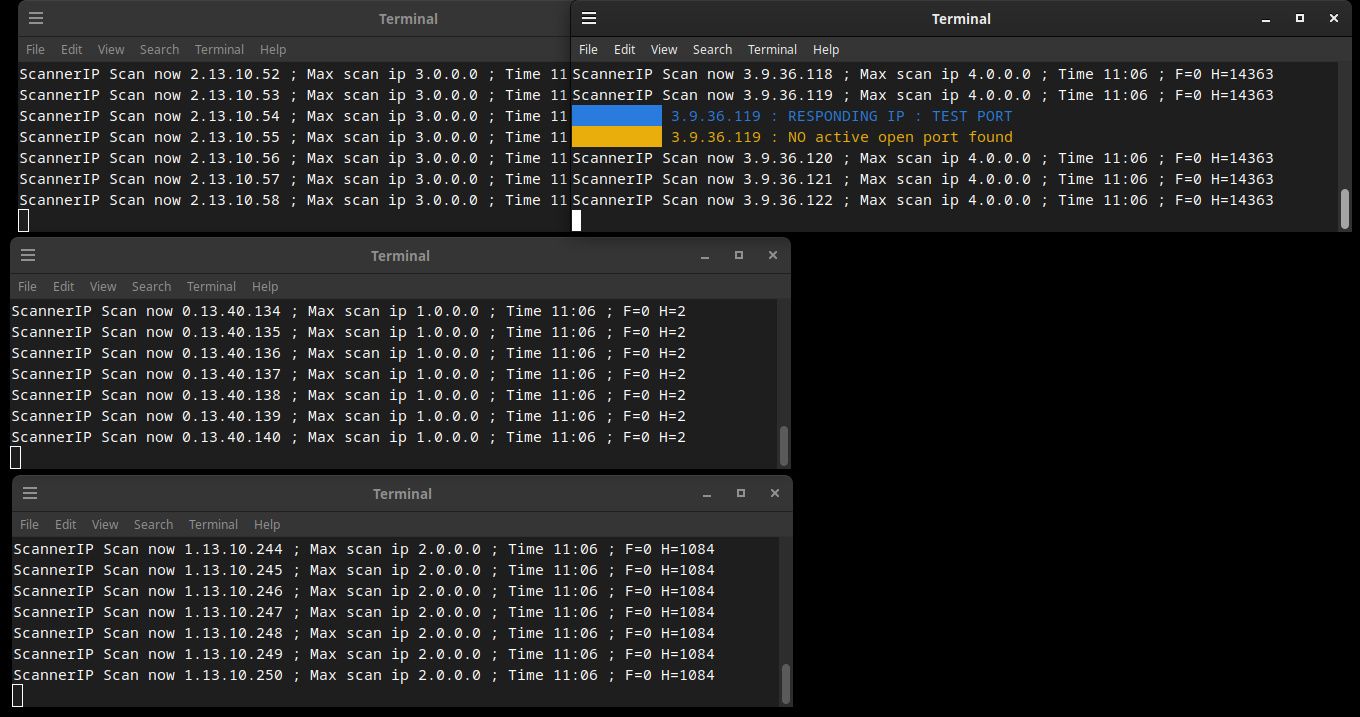 Terminal
File Edit View Search Terminal Help
ScannerIP Scan now 2.13.10.52 ; Max scan ip 3.0.0.0 ; Time 11
ScannerIP Scan now 2.13.10.53 ; Max scan ip 3.0.0.0 ; Time 11
ScannerIP Scan now 2.13.10.54 ; Max scan ip 3.0.0.0 ; Time 11
ScannerIP Scan now 2.13.10.55 ; Max scan ip 3.0.0.0 ; Time 11
ScannerIP Scan now 2.13.10.56 ; Max scan ip 3.0.0.0 ; Time 11
ScannerIP Scan now 2.13.10.57 ; Max scan ip 3.0.0.0 ; Time 11
ScannerIP Scan now 2.13.10.58 ; Max scan ip 3.0.0.0 ; Time 11
Terminal
File Edit View Search Terminal Help
ScannerIP Scan now 3.9.36.118 ; Max scan ip 4.0.0.0 ; Time 11:06 ; F=0 H=14363
ScannerIP Scan now 3.9.36.119 ; Max scan ip 4.0.0.0 ; Time 11:06 ; F=0 H=14363
3.9.36.119 : RESPONDING IP : TEST PORT
3.9.36.119 : NO active open port found
ScannerIP Scan now 3.9.36.120 ; Max scan ip 4.0.0.0 ; Time 11:06 ; F=0 H=14363
ScannerIP Scan now 3.9.36.121 ; Max scan ip 4.0.0.0 ; Time 11:06 ; F=0 H=14363
ScannerIP Scan now 3.9.36.122 ; Max scan ip 4.0.0.0 ; Time 11:06 ; F=0 H=14363
Terminal
File Edit View Search Terminal Help
ScannerIP Scan now 0.13.40.134 ; Max scan ip 1.0.0.0 ; Time 11:06 ; F=0 H=2
ScannerIP Scan now 0.13.40.135 ; Max scan ip 1.0.0.0 ; Time 11:06 ; F=0 H=2
ScannerIP Scan now 0.13.40.136 ; Max scan ip 1.0.0.0 ; Time 11:06 ; F=0 H=2
ScannerIP Scan now 0.13.40.137 ; Max scan ip 1.0.0.0 ; Time 11:06 ; F=0 H=2
ScannerIP Scan now 0.13.40.138 ; Max scan ip 1.0.0.0 ; Time 11:06 ; F=0 H=2
ScannerIP Scan now 0.13.40.139 ; Max scan ip 1.0.0.0 ; Time 11:06 ; F=0 H=2
ScannerIP Scan now 0.13.40.140 ; Max scan ip 1.0.0.0 ; Time 11:06 ; F=0 H=2
Terminal
File Edit View Search Terminal Help
ScannerIP Scan now 1.13.10.244 ; Max scan ip 2.0.0.0 ; Time 11:06 ; F=0 H=1084
ScannerIP Scan now 1.13.10.245 ; Max scan ip 2.0.0.0 ; Time 11:06 ; F=0 H=1084
ScannerIP Scan now 1.13.10.246 ; Max scan ip 2.0.0.0 ; Time 11:06 ; F=0 H=1084
ScannerIP Scan now 1.13.10.247 ; Max scan ip 2.0.0.0 ; Time 11:06 ; F=0 H=1084
ScannerIP Scan now 1.13.10.248 ; Max scan ip 2.0.0.0 ; Time 11:06 ; F=0 H=1084
ScannerIP Scan now 1.13.10.249 ; Max scan ip 2.0.0.0 ; Time 11:06 ; F=0 H=1084
ScannerIP Scan now 1.13.10.250 ; Max scan ip 2.0.0.0 ; Time 11:06 ; F=0 H=1084